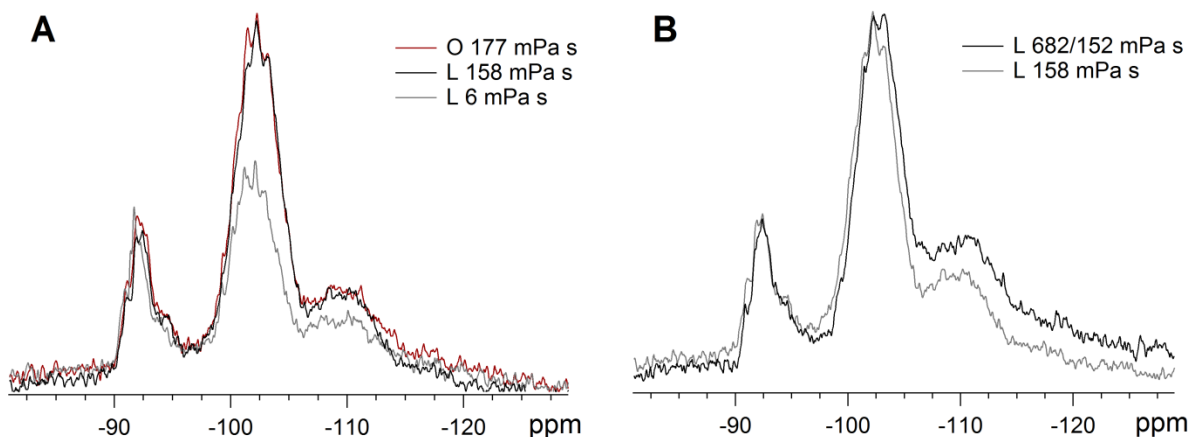 A
O 177 mPa s
L 158 mPa s
L 6 mPa s
-90 -100 -110 -120 ppm
B
L 682/152 mPa s
L 158 mPa s
-90 -100 -110 -120 ppm